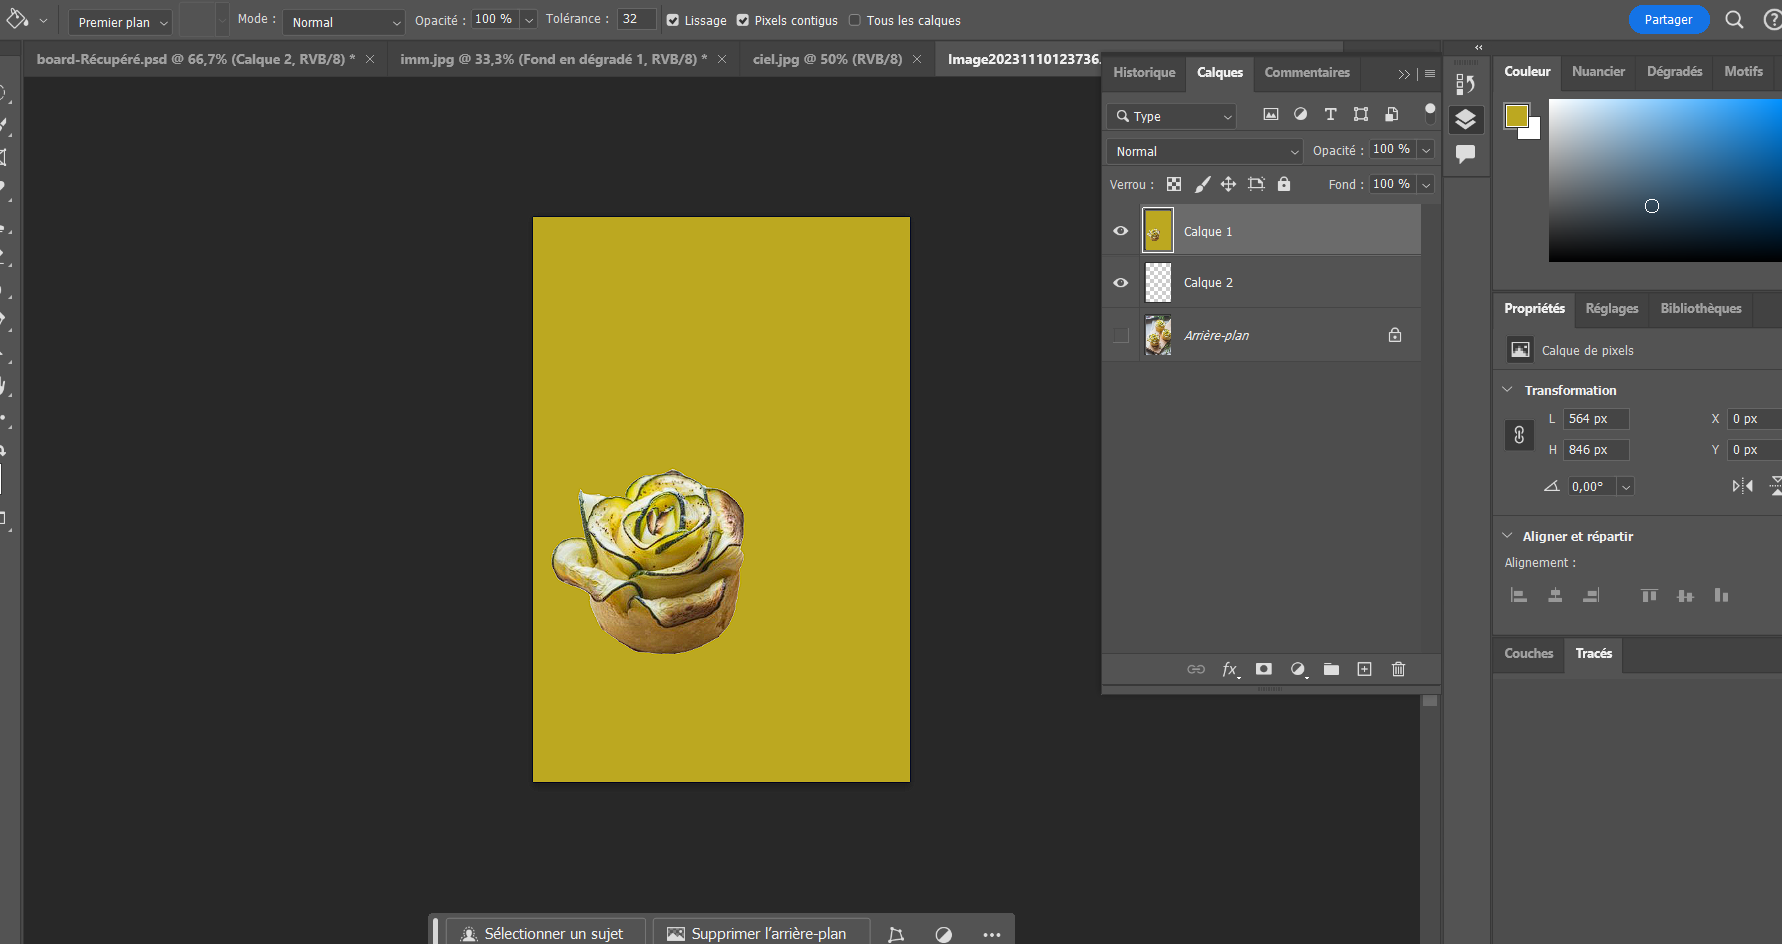 Premier plan
Mode :
Normal
Opacité :
100 %
Tolérance :
32
Lissage
Pixels contigus
Tous les calques
Partager
board-Récupéré.psd @ 66,7% (Calque 2, RVB/8) *
imm.jpg @ 33,3% (Fond en dégradé 1, RVB/8) *
ciel.jpg @ 50% (RVB/8)
Image20231110123736.
Historique
Calques
Commentaires
Type
Normal
Opacité :
100 %
Verrou :
Fond :
100 %
Calque 1
Calque 2
Arrière-plan
fx
Couleur
Nuancier
Dégradés
Motifs
Propriétés
Réglages
Bibliothèques
Calque de pixels
Transformation
L
564 px
X
0 px
H
846 px
Y
0 px
0,00°
Aligner et répartir
Alignement :
Couches
Tracés
Sélectionner un sujet
Supprimer l'arrière-plan